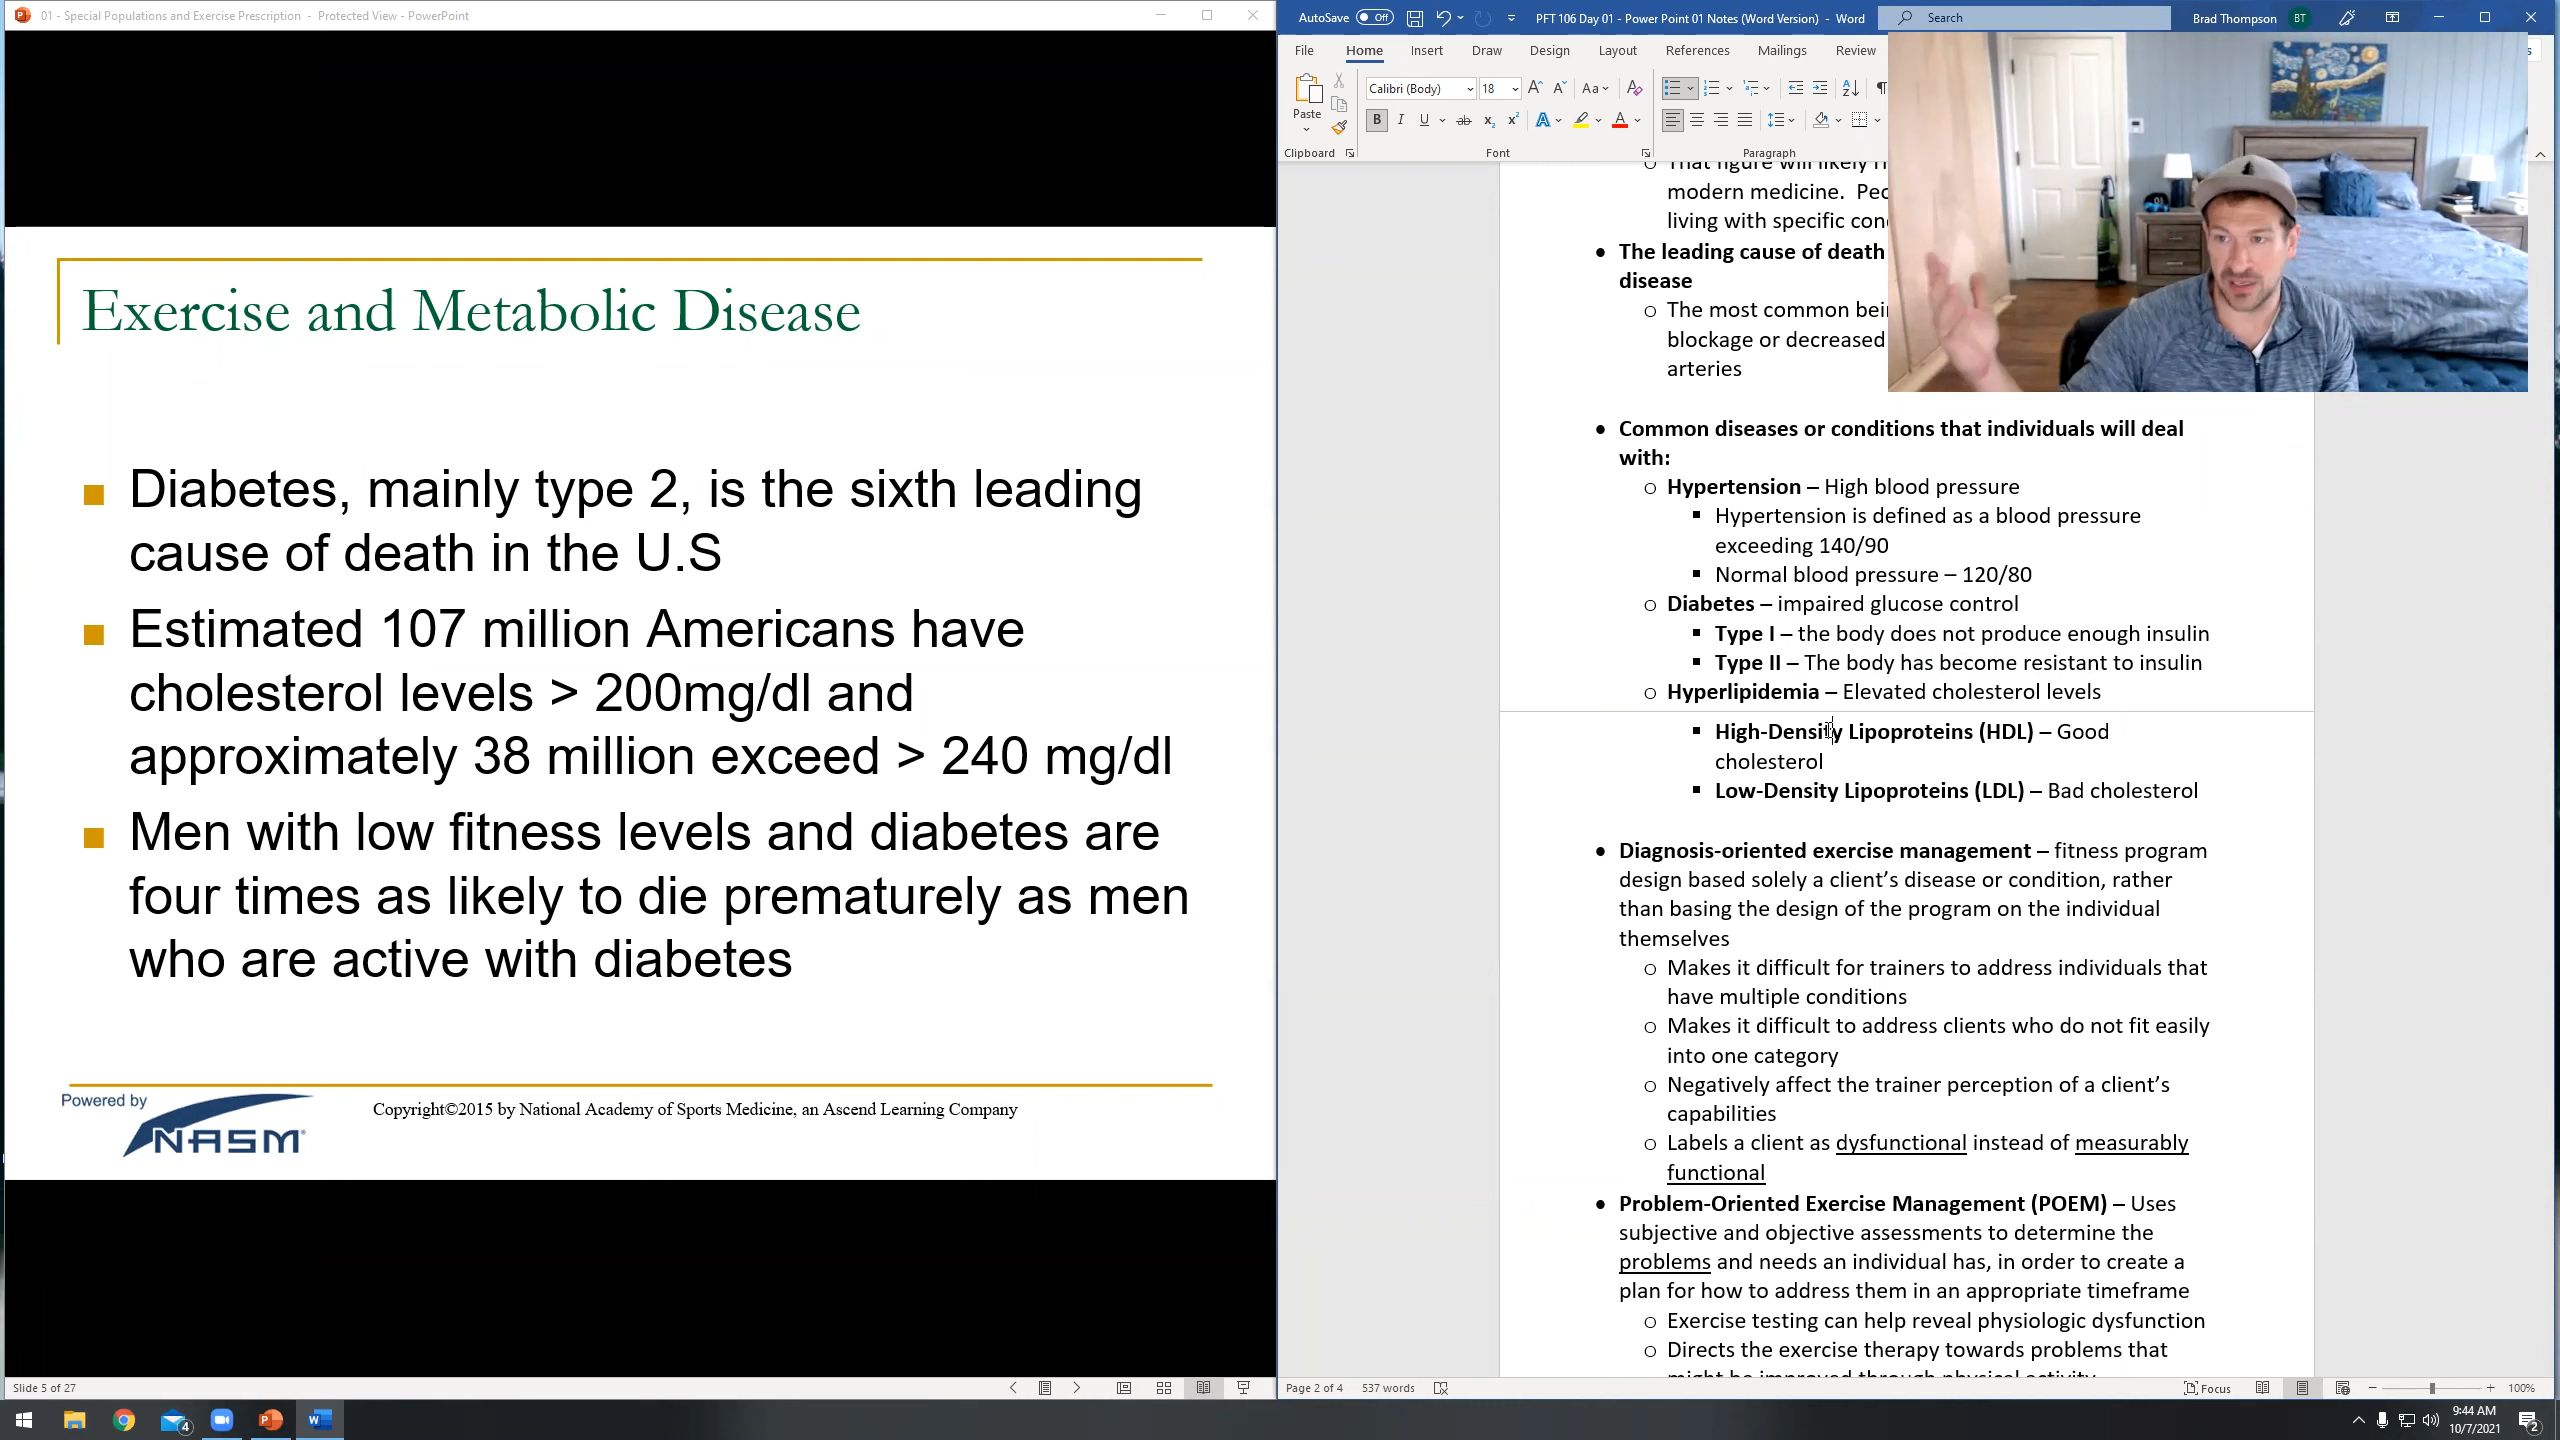 01 - Special Populations and Exercise Prescription - Protected View - PowerPoint
Exercise and Metabolic Disease
Diabetes, mainly type 2, is the sixth leading
cause of death in the U.S
Estimated 107 million Americans have
cholesterol levels > 200mg/dl and
approximately 38 million exceed > 240 mg/dl
Men with low fitness levels and diabetes are
four times as likely to die prematurely as men
who are active with diabetes
Powered by
NASM
Copyright©2015 by National Academy of Sports Medicine, an Ascend Learning Company
Slide 5 of 27
AutoSave Off
PFT 106 Day 01 - Power Point 01 Notes (Word Version) - Word
Search
Brad Thompson BT
File Home Insert Draw Design Layout References Mailings Review
Paste
Calibri (Body) 18
Clipboard Font Paragraph
modern medicine.
living with specific
The leading cause of death
disease
The most common
blockage or decreased
arteries
Common diseases or conditions that individuals will deal
with:
Hypertension – High blood pressure
Hypertension is defined as a blood pressure
exceeding 140/90
Normal blood pressure – 120/80
Diabetes – impaired glucose control
Type I – the body does not produce enough insulin
Type II – The body has become resistant to insulin
Hyperlipidemia – Elevated cholesterol levels
High-Density Lipoproteins (HDL) – Good
cholesterol
Low-Density Lipoproteins (LDL) – Bad cholesterol
Diagnosis-oriented exercise management – fitness program
design based solely a client’s disease or condition, rather
than basing the design of the program on the individual
themselves
Makes it difficult for trainers to address individuals that
have multiple conditions
Makes it difficult to address clients who do not fit easily
into one category
Negatively affect the trainer perception of a client’s
capabilities
Labels a client as dysfunctional instead of measurably
functional
Problem-Oriented Exercise Management (POEM) – Uses
subjective and objective assessments to determine the
problems and needs an individual has, in order to create a
plan for how to address them in an appropriate timeframe
Exercise testing can help reveal physiologic dysfunction
Directs the exercise therapy towards problems that
might be improved through physical activity
Page 2 of 4 537 words
Focus
100%
9:44 AM
10/7/2021